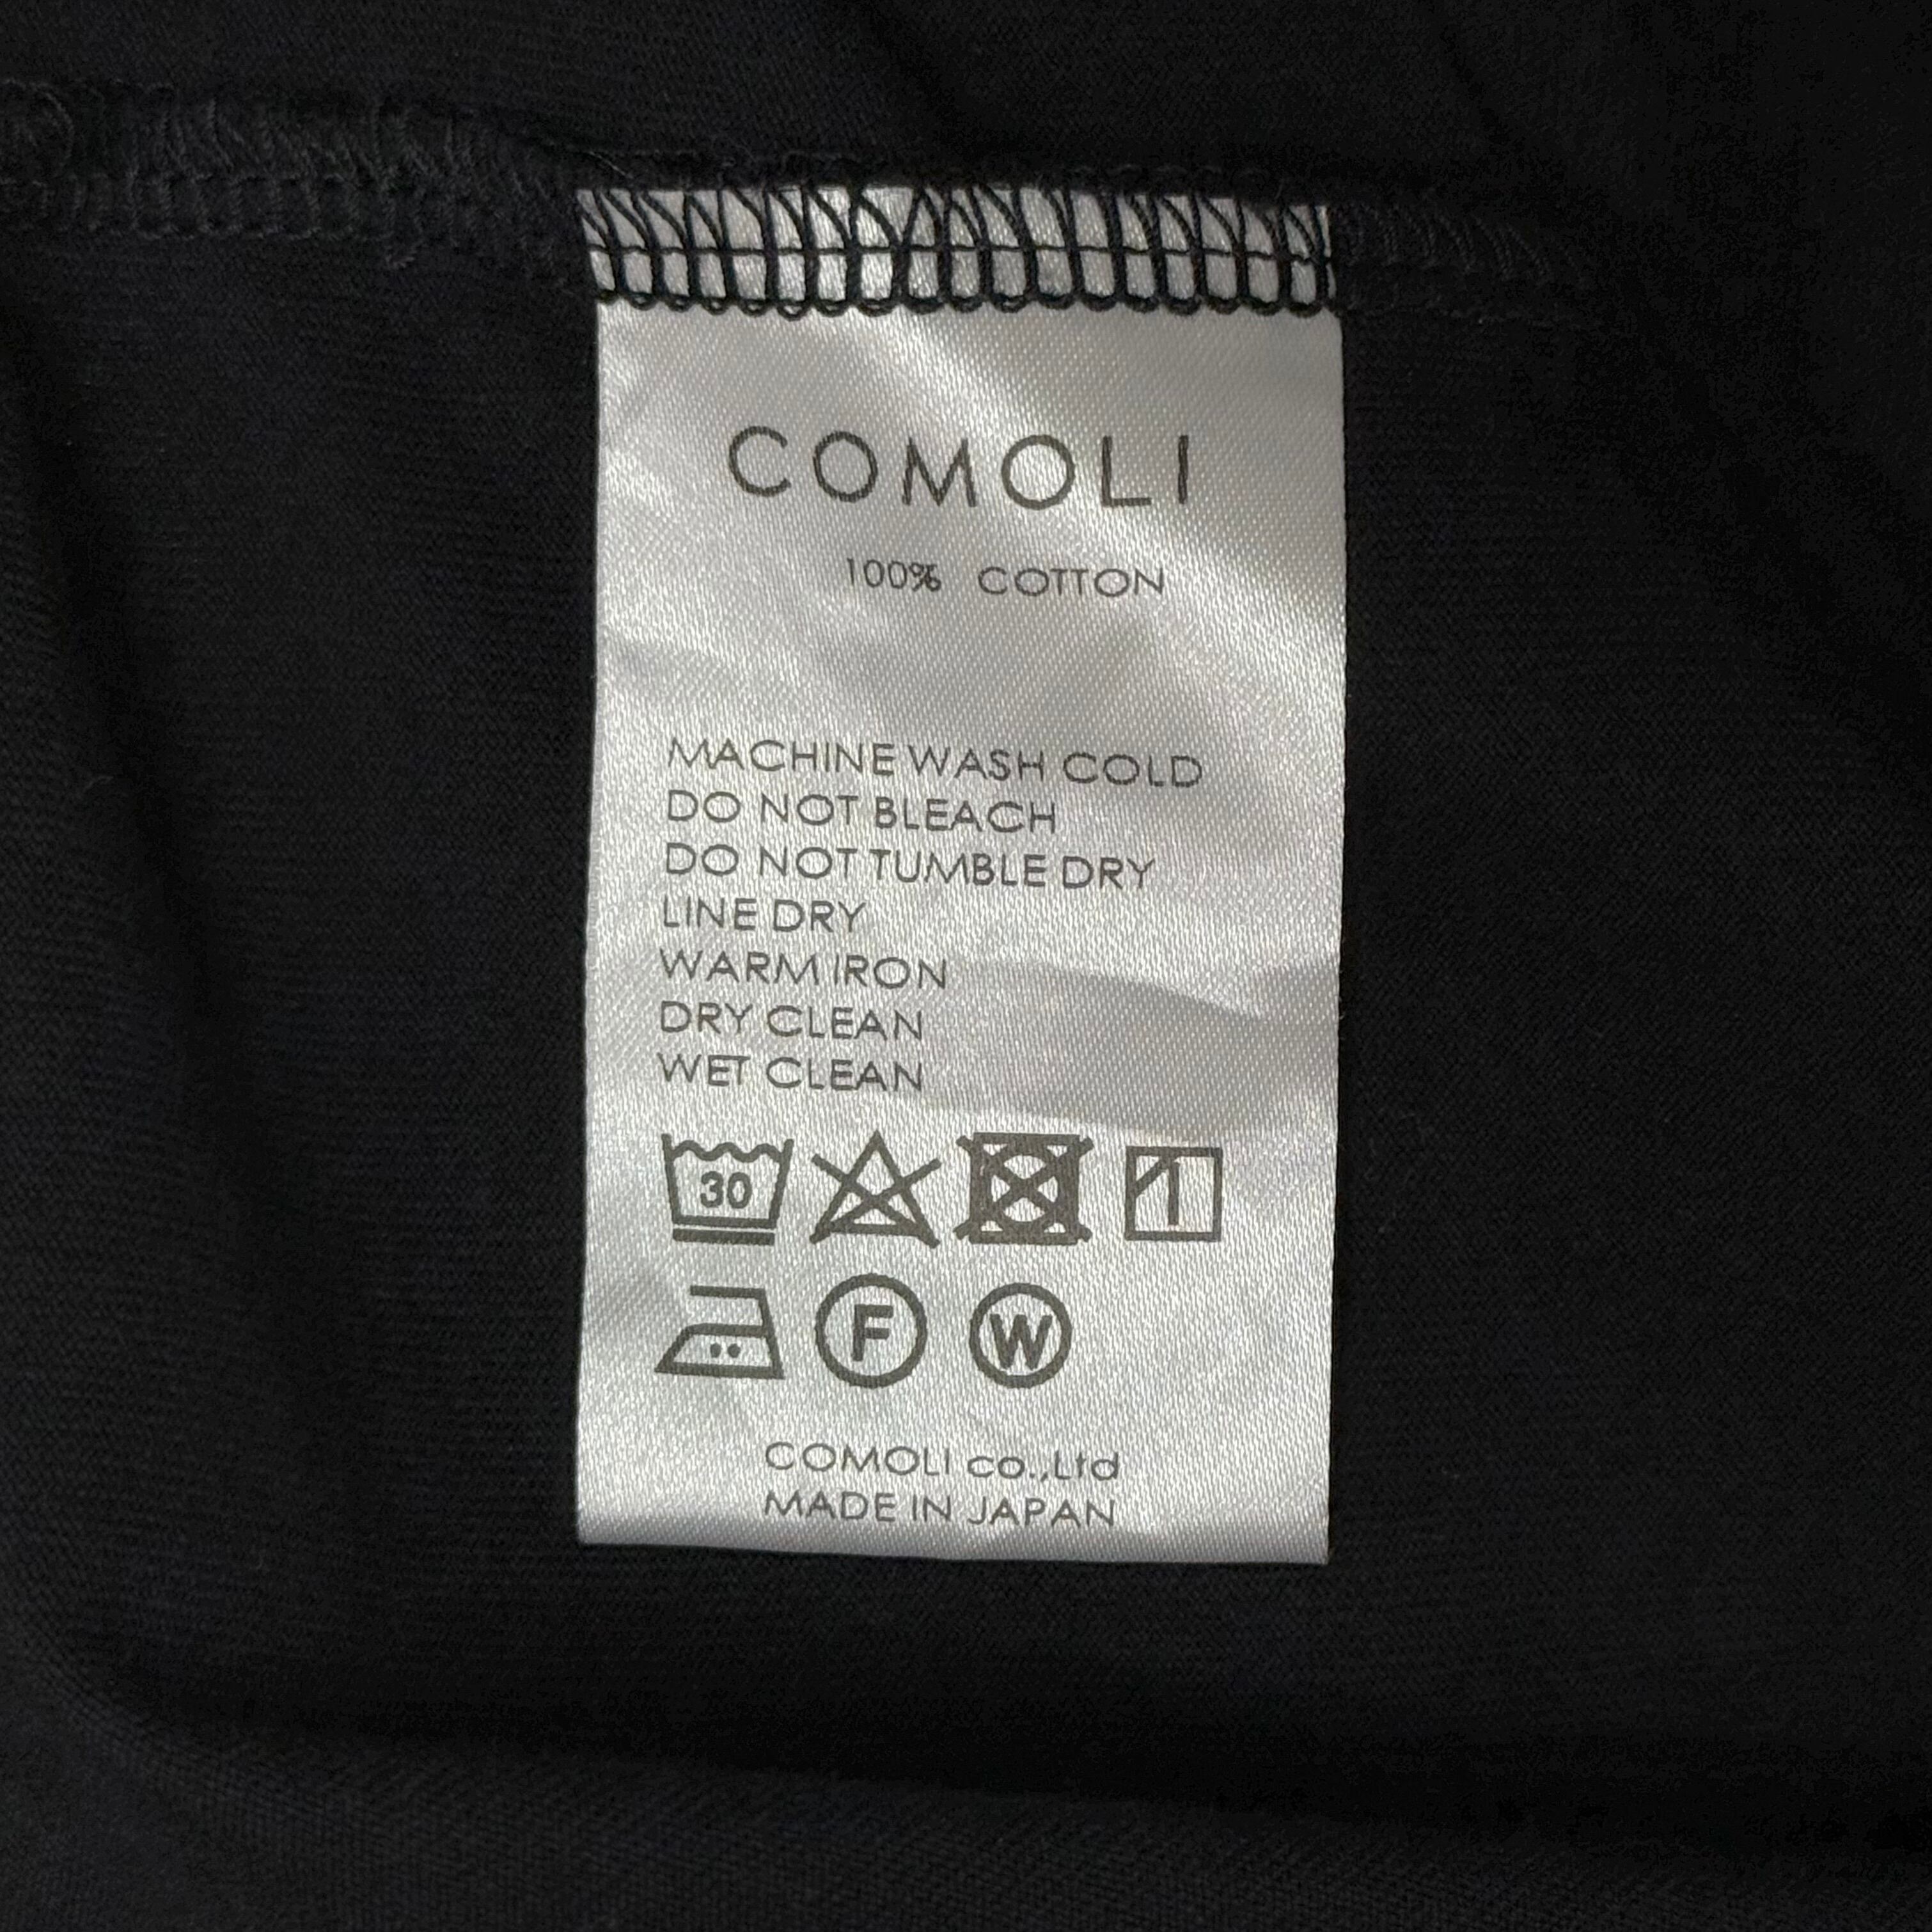 COMOLI
100% COTTON
MACHINE WASH COLD
DO NOT BLEACH
DO NOT TUMBLE DRY
LINE DRY
WARM IRON
DRY CLEAN
WET CLEAN
30
F W
COMOLI co.,Ltd
MADE IN JAPAN